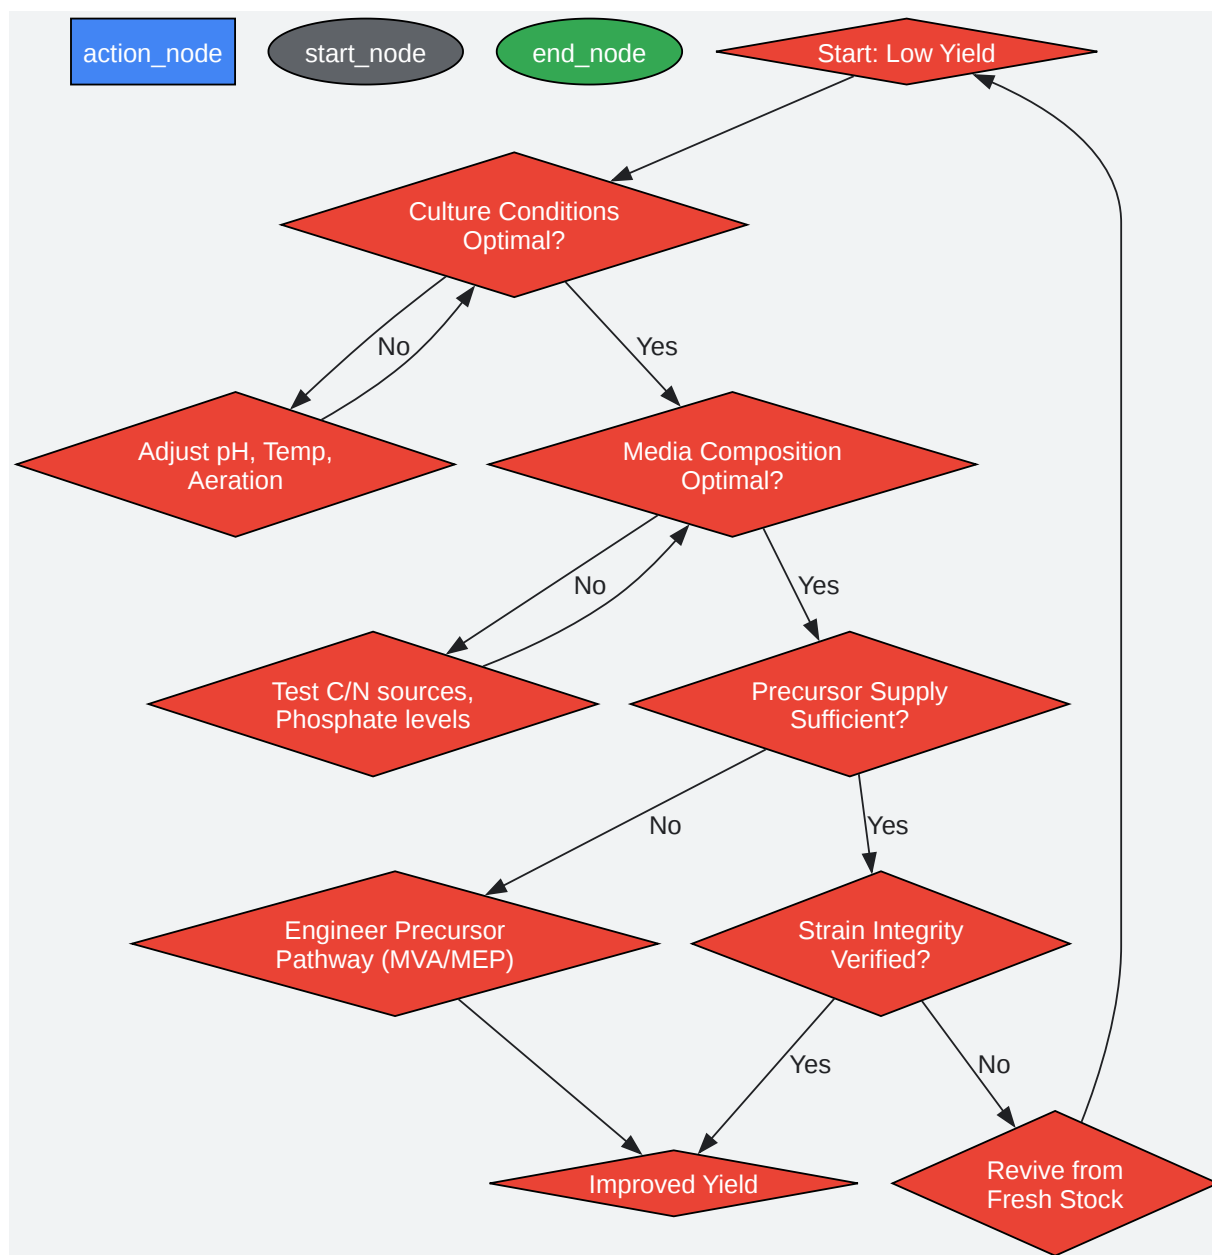 action_node
start_node
end_node
Start: Low Yield
Culture Conditions
Optimal?
No
Yes
Adjust pH, Temp,
Aeration
Media Composition
Optimal?
No
Yes
Test C/N sources,
Phosphate levels
Precursor Supply
Sufficient?
No
Yes
Engineer Precursor
Pathway (MVA/MEP)
Strain Integrity
Verified?
Yes
No
Improved Yield
Revive from
Fresh Stock